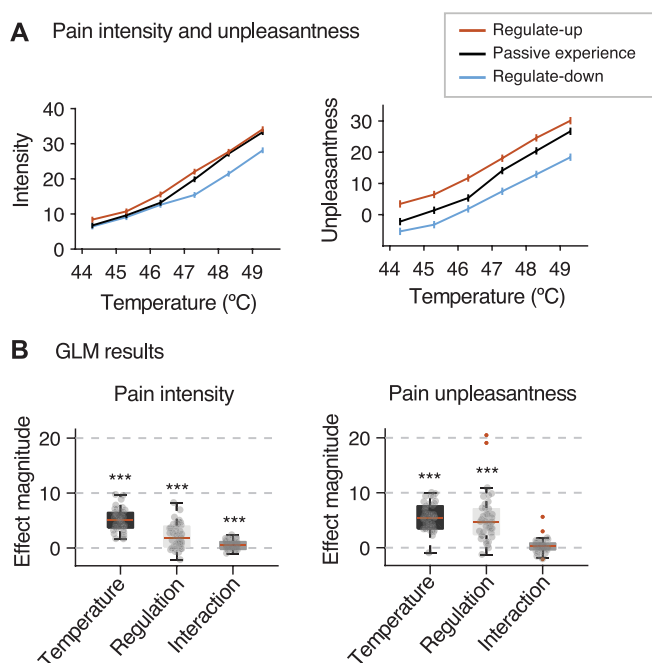 A Pain intensity and unpleasantness
Regulate-up
Passive experience
Regulate-down
Intensity
40
30
20
10
0
44 45 46 47 48 49
Temperature (ºC)
Unpleasantness
30
20
10
0
44 45 46 47 48 49
Temperature (ºC)
B GLM results
Pain intensity
Effect magnitude
20
10
0
***
***
***
Temperature
Regulation
Interaction
Pain unpleasantness
Effect magnitude
20
10
0
***
***
Temperature
Regulation
Interaction